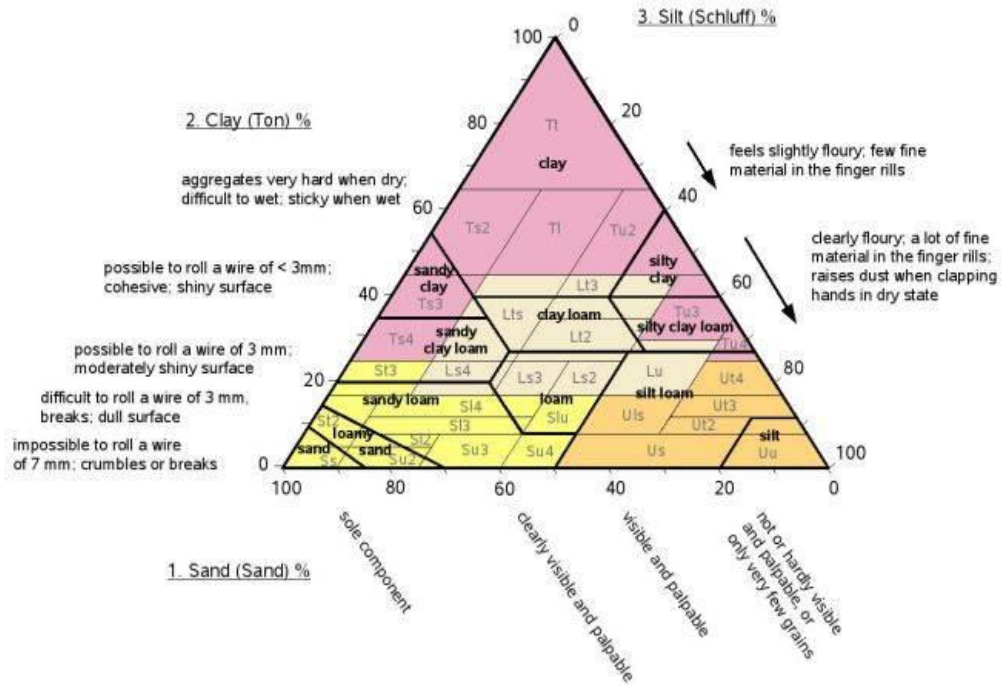 3. Silt (Schluff) %
100
0
2. Clay (Ton) %
80
20
Tt
clay
feels slightly floury; few fine
material in the finger rills
aggregates very hard when dry;
difficult to wet; sticky when wet
60
40
Ts2
Tl
Tu2
clearly floury; a lot of fine
material in the finger rills;
raises dust when clapping
hands in dry state
possible to roll a wire of < 3mm;
cohesive; shiny surface
sandy
clay
Ts3
silty
clay
60
40
Lt3
Lts
clay loam
Tu3
silty clay loam
Ts4
sandy
clay loam
Lt2
Tu4
possible to roll a wire of 3 mm;
moderately shiny surface
St3
Ls4
Ls3
Ls2
Lu
Ut4
80
20
silt loam
difficult to roll a wire of 3 mm,
breaks; dull surface
sandy loam
Sl4
loam
Slu
Uls
Ut3
St2
loamy
sand
Sl3
Ut2
impossible to roll a wire
of 7 mm; crumbles or breaks
sand
Ss
Sl2
Su2
Su3
Su4
Us
silt
Uu
0
100
100
80
60
40
20
0
sole component
clearly visible and palpable
visible and palpable
not or hardly visible
and palpable, or
only very few grains
1. Sand (Sand) %